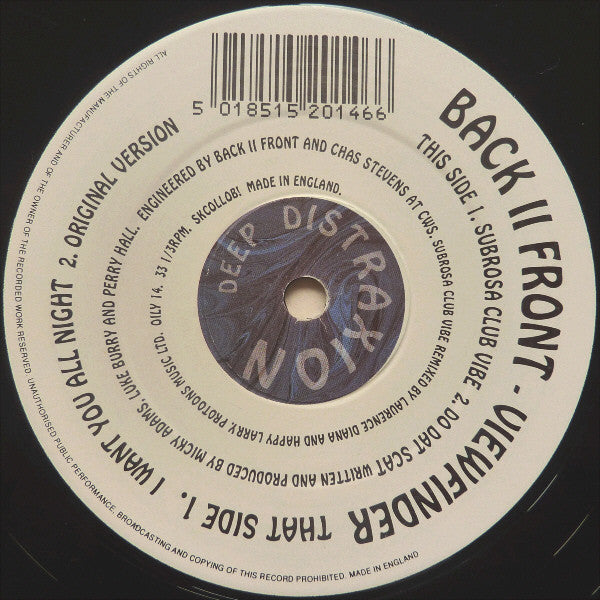 5 018515 201466
BACK II FRONT - VIEWFINDER THAT SIDE 1. I WANT YOU ALL NIGHT 2. ORIGINAL VERSION
THIS SIDE 1. SUBROSA CLUB VIBE 2. DO DAT SCAT WRITTEN AND PRODUCED BY MICKY ADAMS, LUKE BURRY AND PERRY HALL. ENGINEERED BY BACK II FRONT AND CHAS STEVENS AT CWS. SUBROSA CLUB VIBE REMIXED BY LAURENCE DIANA AND HAPPY LARRY. PROTOONS MUSIC LTD. OILY 14. 33 1/3RPM. SKCOLLOB! MADE IN ENGLAND.
DEEP DISTRAXION
ALL RIGHTS OF THE MANUFACTURER AND OF THE OWNER OF THE RECORDED WORK RESERVED. UNAUTHORISED PUBLIC PERFORMANCE, BROADCASTING AND COPYING OF THIS RECORD PROHIBITED. MADE IN ENGLAND